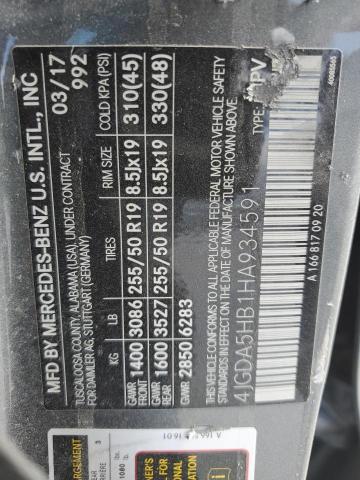 MFD BY MERCEDES-BENZ U.S. INTL., INC
TUSCALOOSA COUNTY, ALABAMA (USA), UNDER CONTRACT
FOR DAIMLER AG, STUTTGART (GERMANY)
03/17
992
KG LB TIRES RIM SIZE COLD KPA (PSI)
GAWR FRONT 1400 3086 255/50 R19 8.5Jx19 310(45)
GAWR REAR 1600 3527 255/50 R19 8.5Jx19 330(48)
GVWR 2850 6283
THIS VEHICLE CONFORMS TO ALL APPLICABLE FEDERAL MOTOR VEHICLE SAFETY
STANDARDS IN EFFECT ON THE DATE OF MANUFACTURE SHOWN ABOVE.
4JGDA5HB1HA934591 TYPE: MPV
A 166 817 09 20